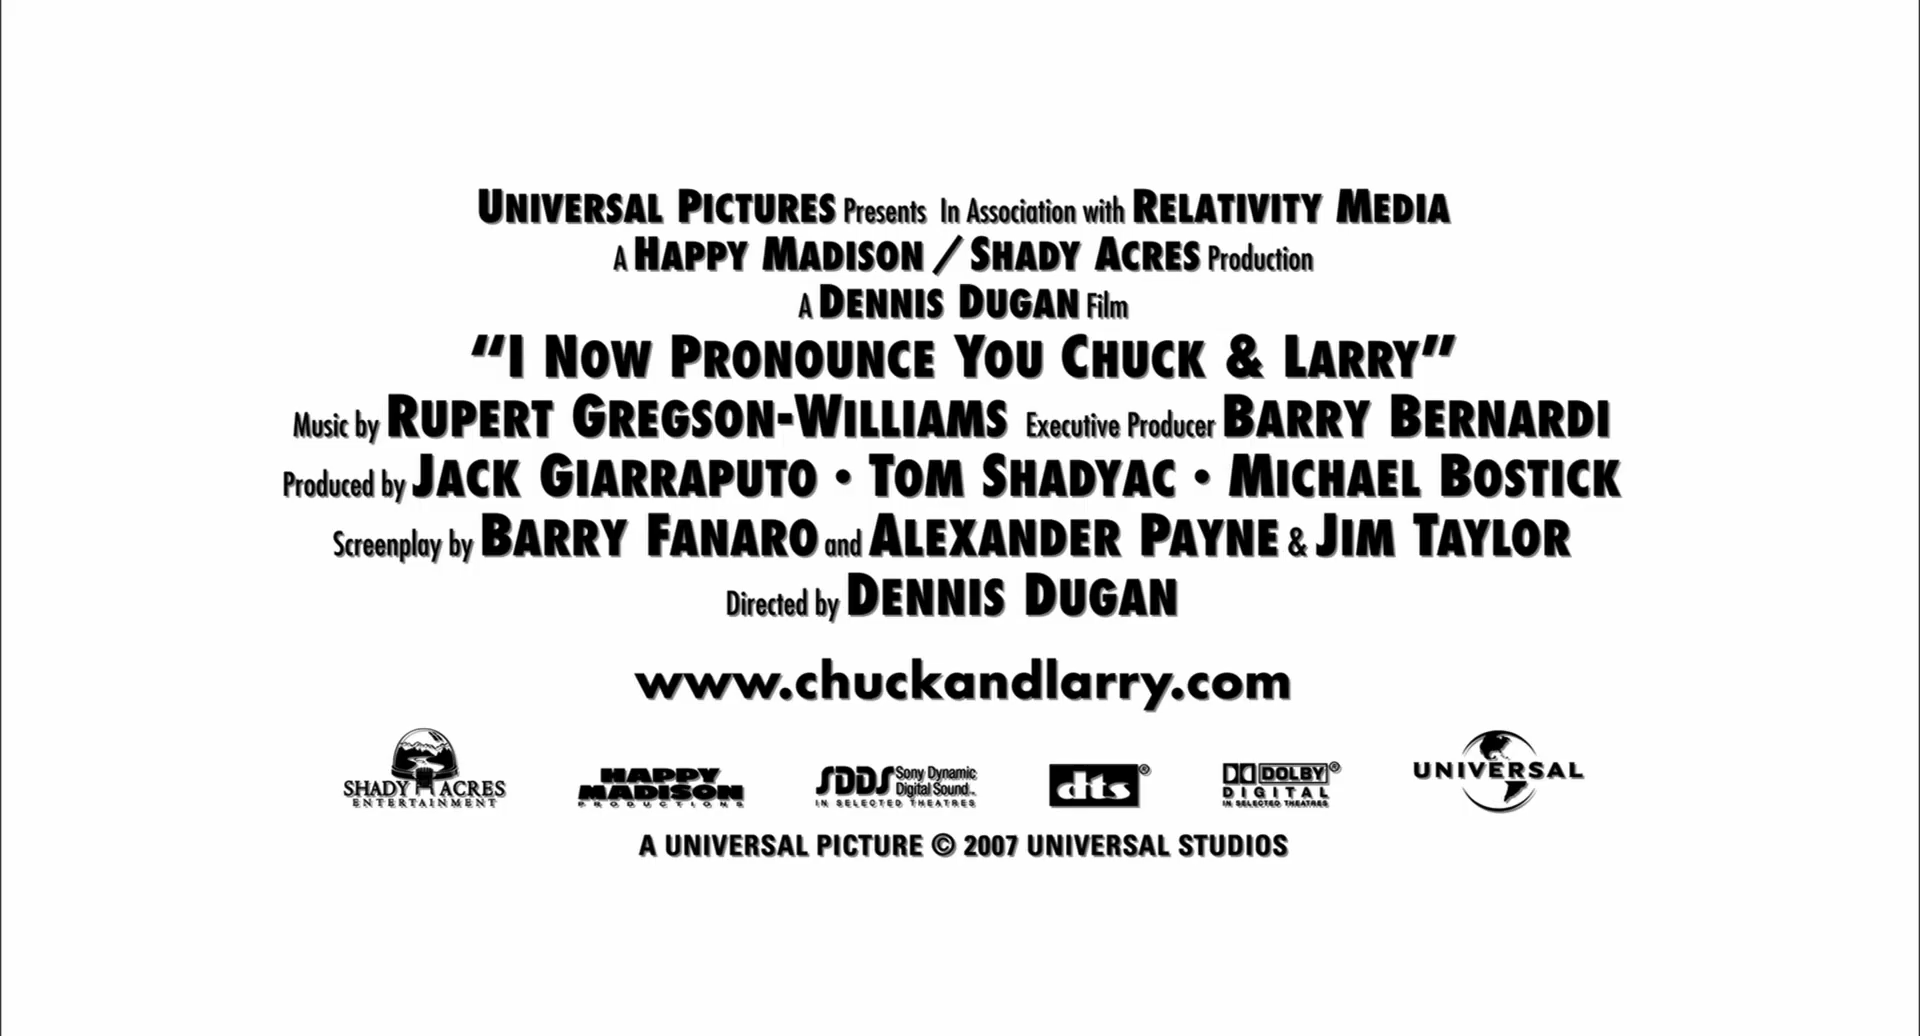 UNIVERSAL PICTURES Presents In Association with RELATIVITY MEDIA
A HAPPY MADISON / SHADY ACRES Production
A DENNIS DUGAN Film
“I NOW PRONOUNCE YOU CHUCK & LARRY”
Music by RUPERT GREGSON-WILLIAMS Executive Producer BARRY BERNARDI
Produced by JACK GIARRAPUTO • TOM SHADYAC • MICHAEL BOSTICK
Screenplay by BARRY FANARO and ALEXANDER PAYNE & JIM TAYLOR
Directed by DENNIS DUGAN
www.chuckandlarry.com
SHADY ACRES
ENTERTAINMENT
HAPPY
MADISON
PRODUCTIONS
SDDS Sony Dynamic
Digital Sound™
IN SELECTED THEATRES
dts®
DOLBY®
DIGITAL
IN SELECTED THEATRES
UNIVERSAL
A UNIVERSAL PICTURE © 2007 UNIVERSAL STUDIOS